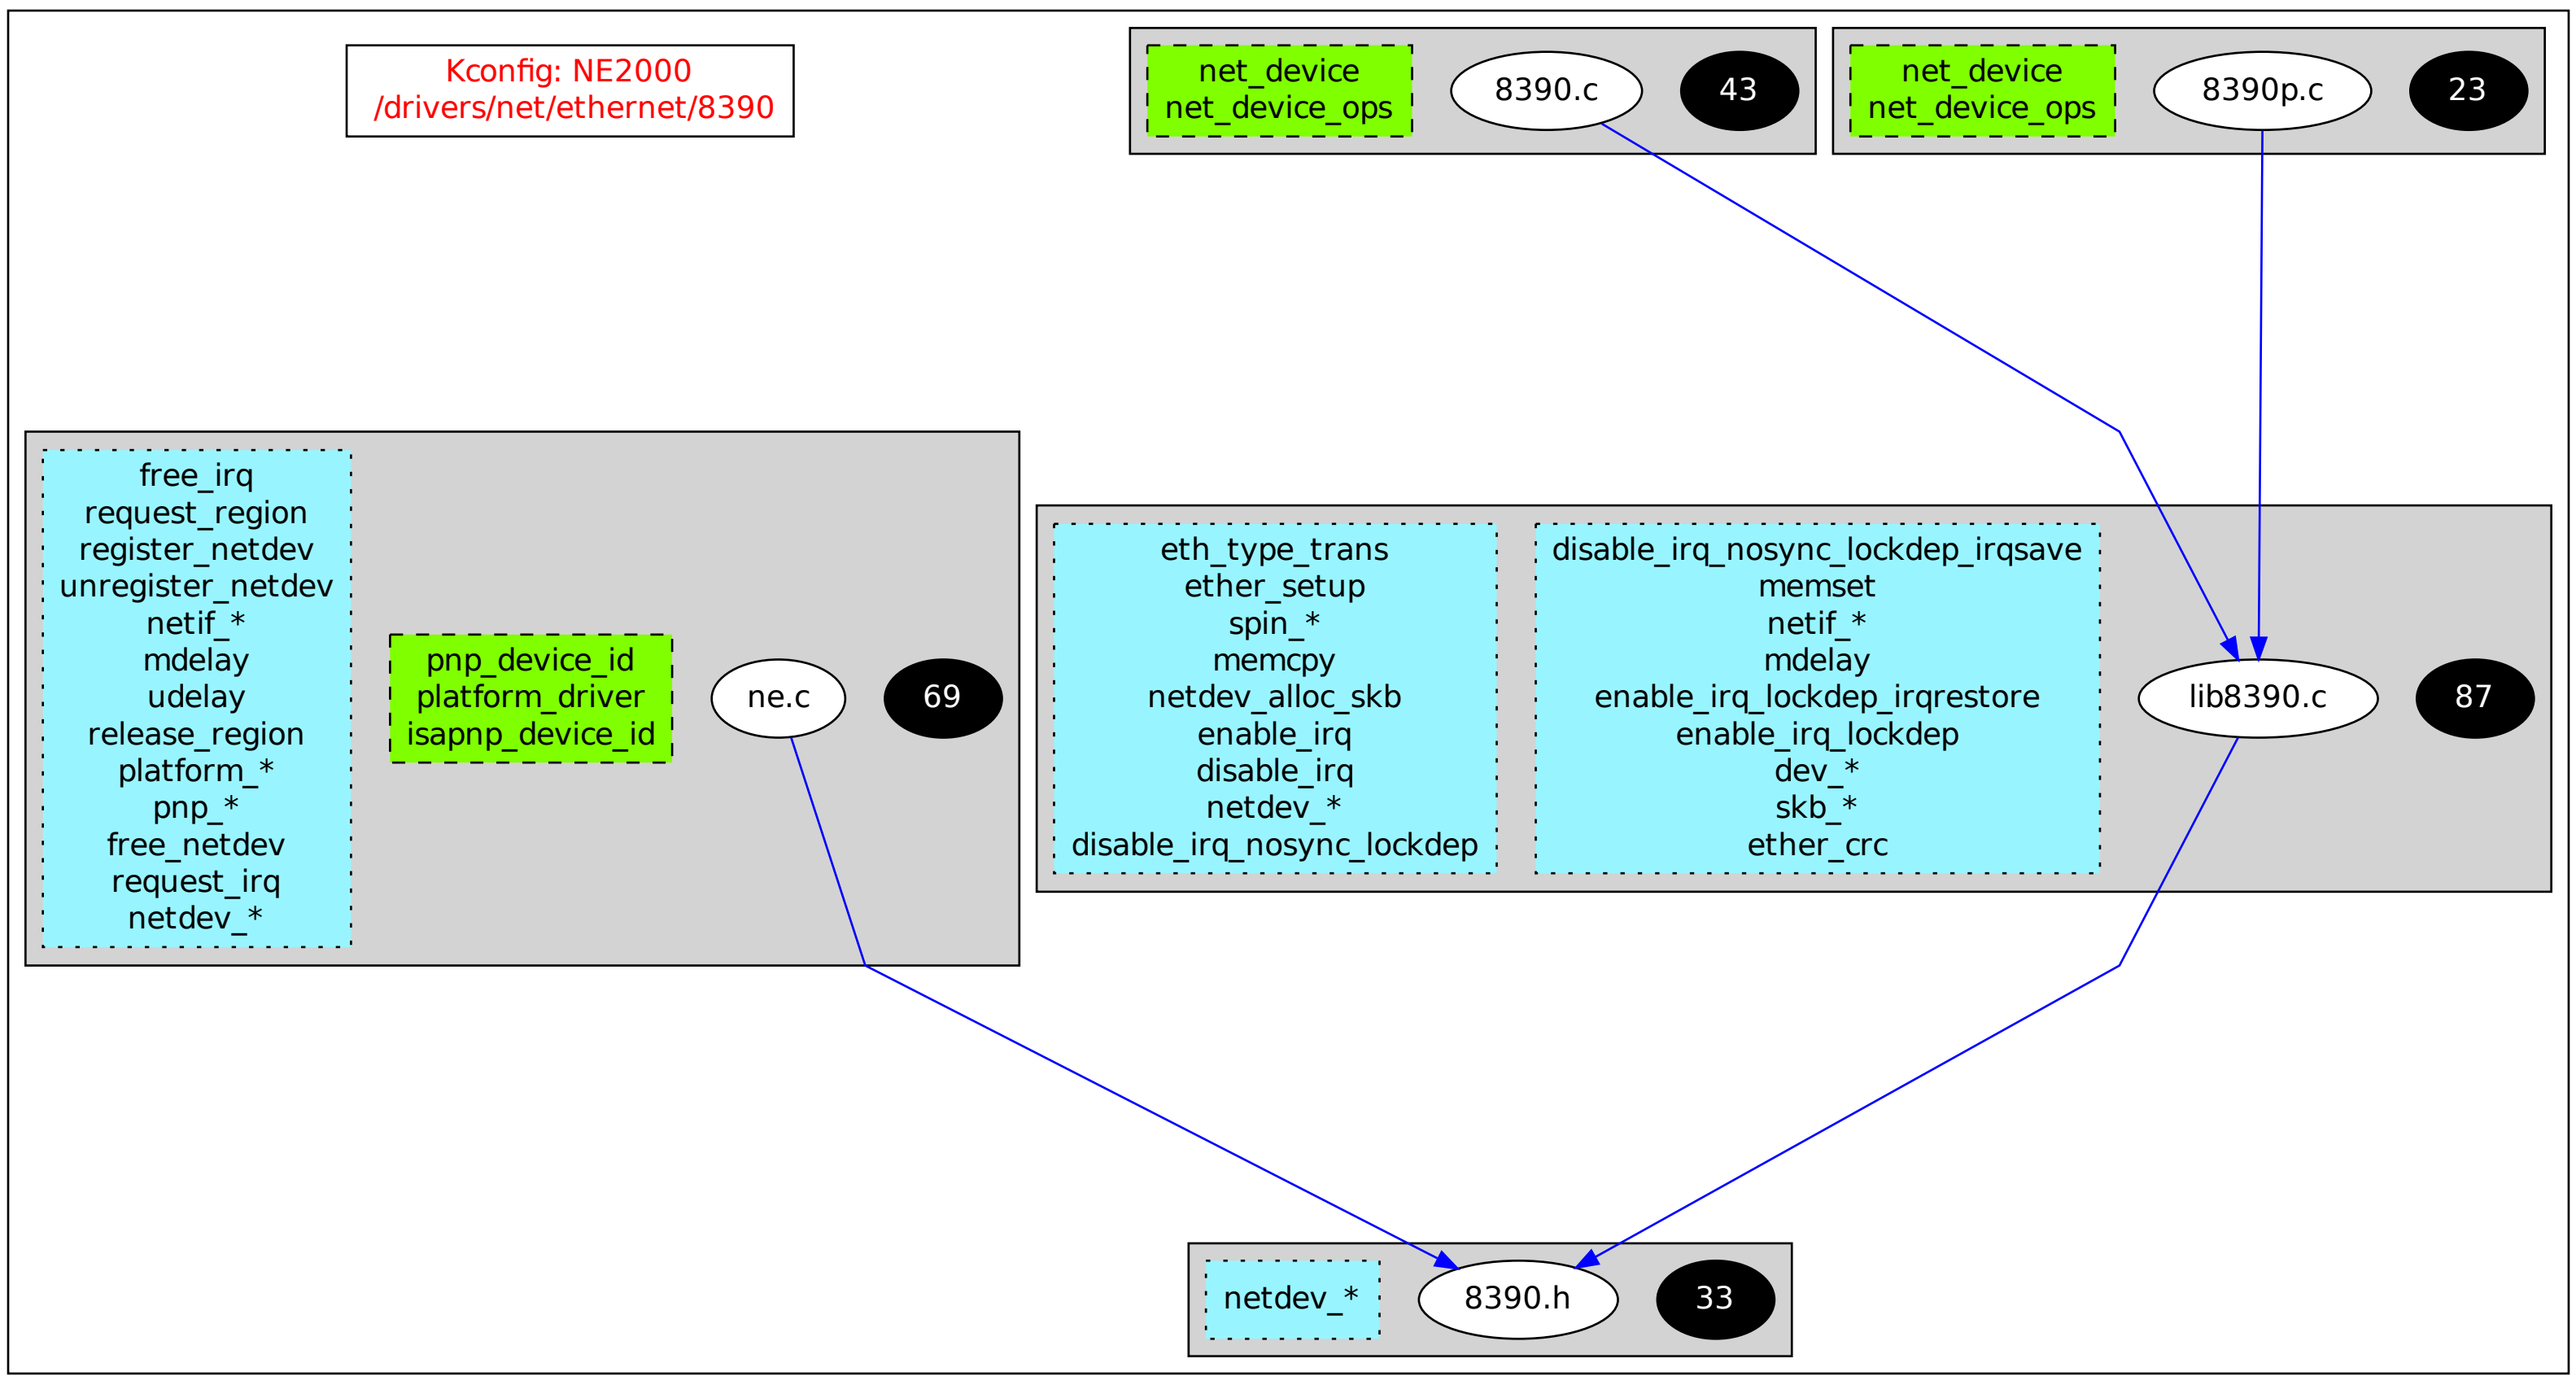 Kconfig: NE2000
/drivers/net/ethernet/8390
net_device
net_device_ops
8390.c
43
net_device
net_device_ops
8390p.c
23
free_irq
request_region
register_netdev
unregister_netdev
netif_*
mdelay
udelay
release_region
platform_*
pnp_*
free_netdev
request_irq
netdev_*
pnp_device_id
platform_driver
isapnp_device_id
ne.c
69
eth_type_trans
ether_setup
spin_*
memcpy
netdev_alloc_skb
enable_irq
disable_irq
netdev_*
disable_irq_nosync_lockdep
disable_irq_nosync_lockdep_irqsave
memset
netif_*
mdelay
enable_irq_lockdep_irqrestore
enable_irq_lockdep
dev_*
skb_*
ether_crc
lib8390.c
87
netdev_*
8390.h
33